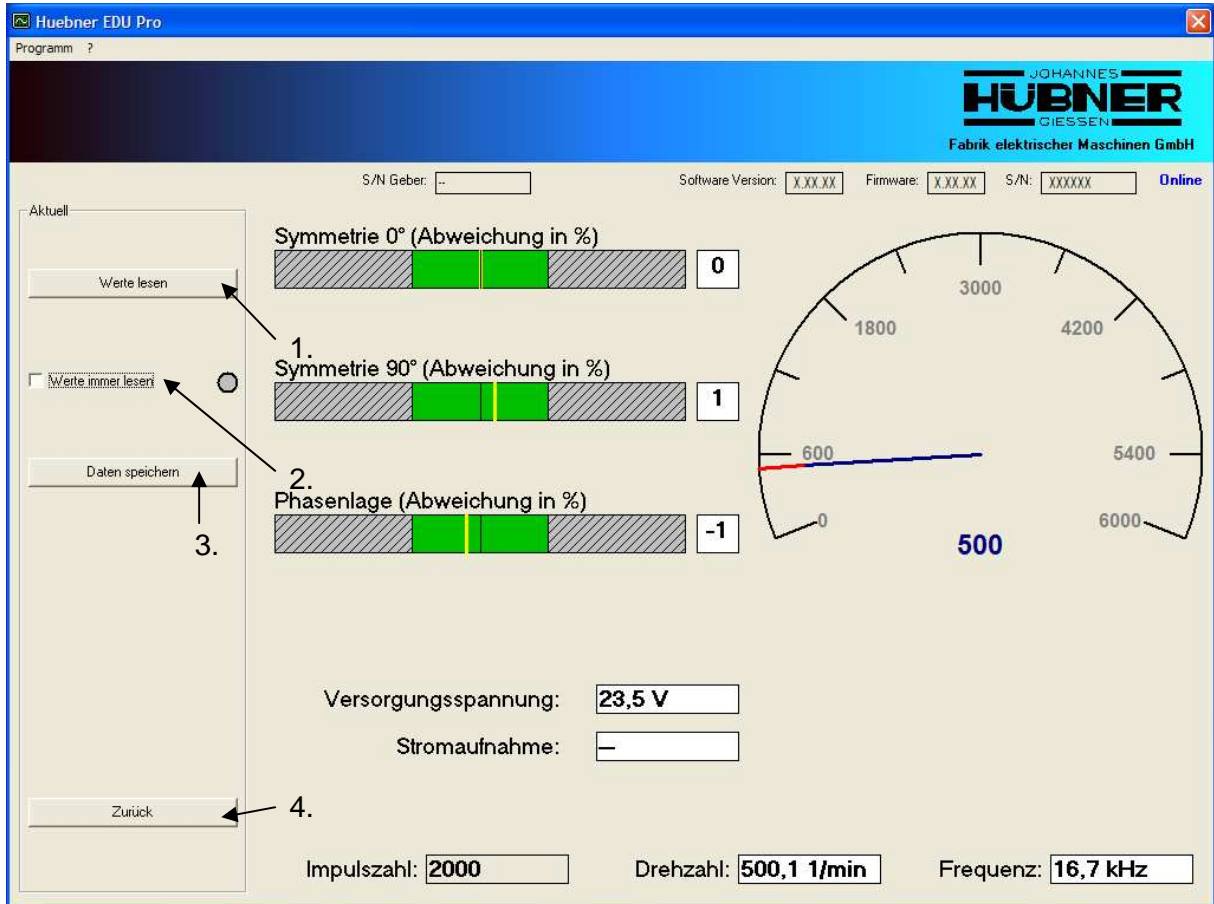 Huebner EDU Pro
Programm ?
JOHANNES
HÜBNER
GIESSEN
Fabrik elektrischer Maschinen GmbH
S/N Geber: -- Software Version: X.XX.XX Firmware: X.XX.XX S/N: XXXXXX Online
Aktuell
Werte lesen
1.
Werte immer lesen
2.
Daten speichern
3.
Zurück
4.
Symmetrie 0° (Abweichung in %)
0
Symmetrie 90° (Abweichung in %)
1
Phasenlage (Abweichung in %)
-1
0
600
1800
3000
4200
5400
6000
500
Versorgungsspannung: 23,5 V
Stromaufnahme: —
Impulszahl: 2000 Drehzahl: 500,1 1/min Frequenz: 16,7 kHz